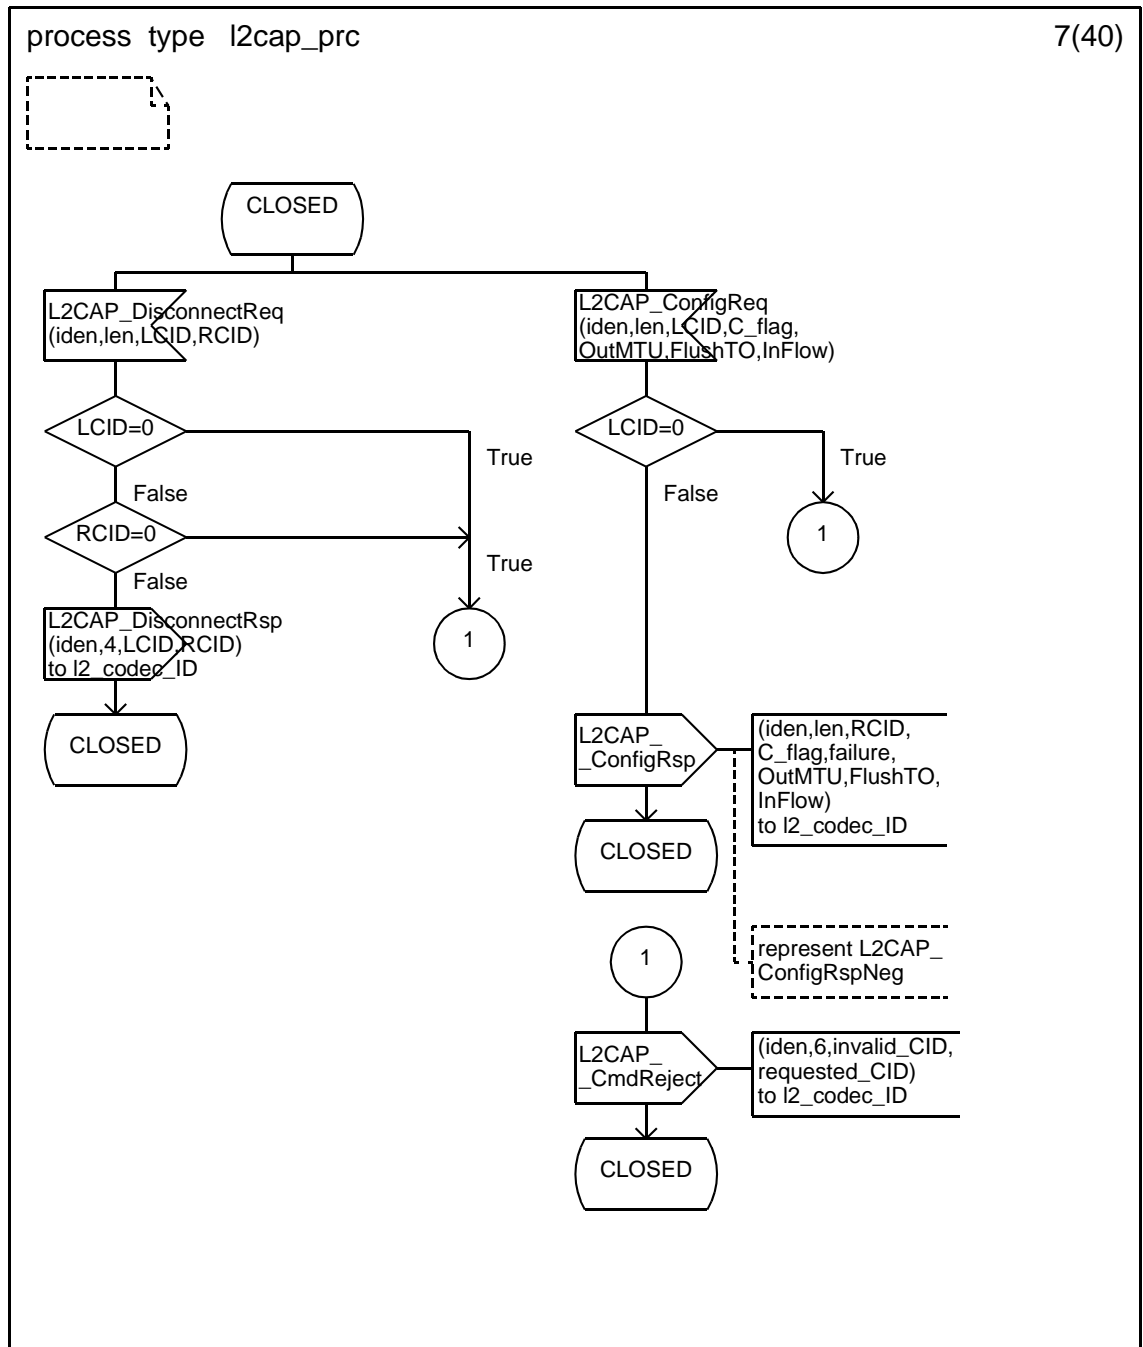 process type l2cap_prc
7(40)
CLOSED
L2CAP_DisconnectReq
(iden,len,LCID,RCID)
LCID=0
True
False
RCID=0
True
False
L2CAP_DisconnectRsp
(iden,4,LCID,RCID)
to l2_codec_ID
1
CLOSED
L2CAP_ConfigReq
(iden,len,LCID,C_flag,
OutMTU,FlushTO,InFlow)
LCID=0
True
False
1
L2CAP_
_ConfigRsp
(iden,len,RCID,
C_flag,failure,
OutMTU,FlushTO,
InFlow)
to l2_codec_ID
CLOSED
represent L2CAP_
ConfigRspNeg
1
L2CAP_
_CmdReject
(iden,6,invalid_CID,
requested_CID)
to l2_codec_ID
CLOSED